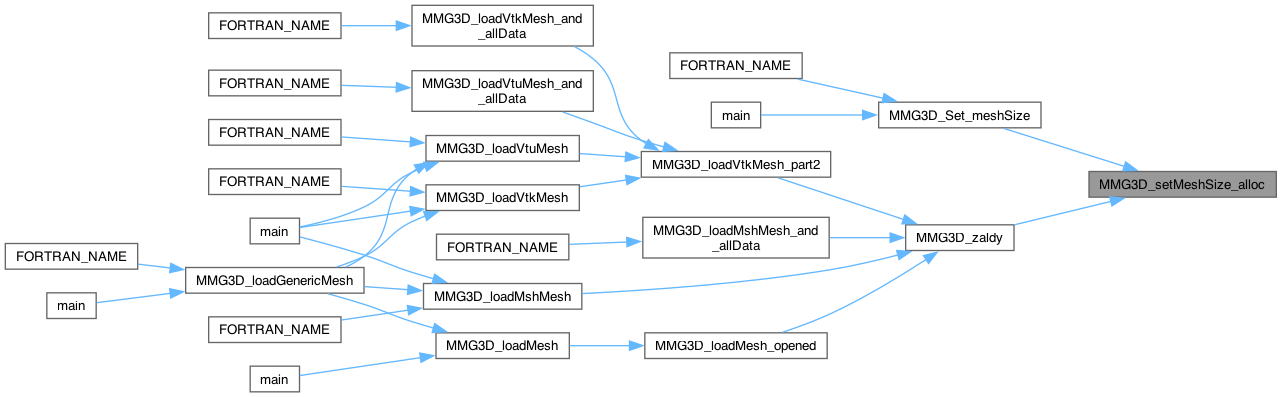 FORTRAN_NAME
MMG3D_loadVtkMesh_and
_allData
FORTRAN_NAME
MMG3D_loadVtuMesh_and
_allData
FORTRAN_NAME
MMG3D_loadVtuMesh
FORTRAN_NAME
MMG3D_loadVtkMesh
main
FORTRAN_NAME
MMG3D_loadGenericMesh
main
FORTRAN_NAME
MMG3D_loadMshMesh
MMG3D_loadMesh
main
FORTRAN_NAME
MMG3D_loadMshMesh_and
_allData
MMG3D_loadMesh_opened
MMG3D_loadVtkMesh_part2
FORTRAN_NAME
main
MMG3D_Set_meshSize
MMG3D_zaldy
MMG3D_setMeshSize_alloc